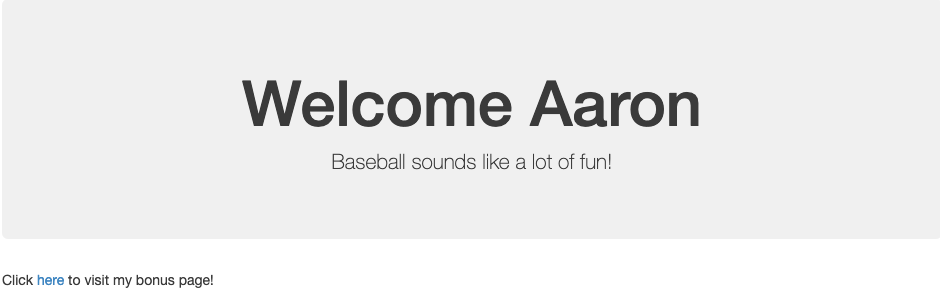 Welcome Aaron
Baseball sounds like a lot of fun!
Click here to visit my bonus page!